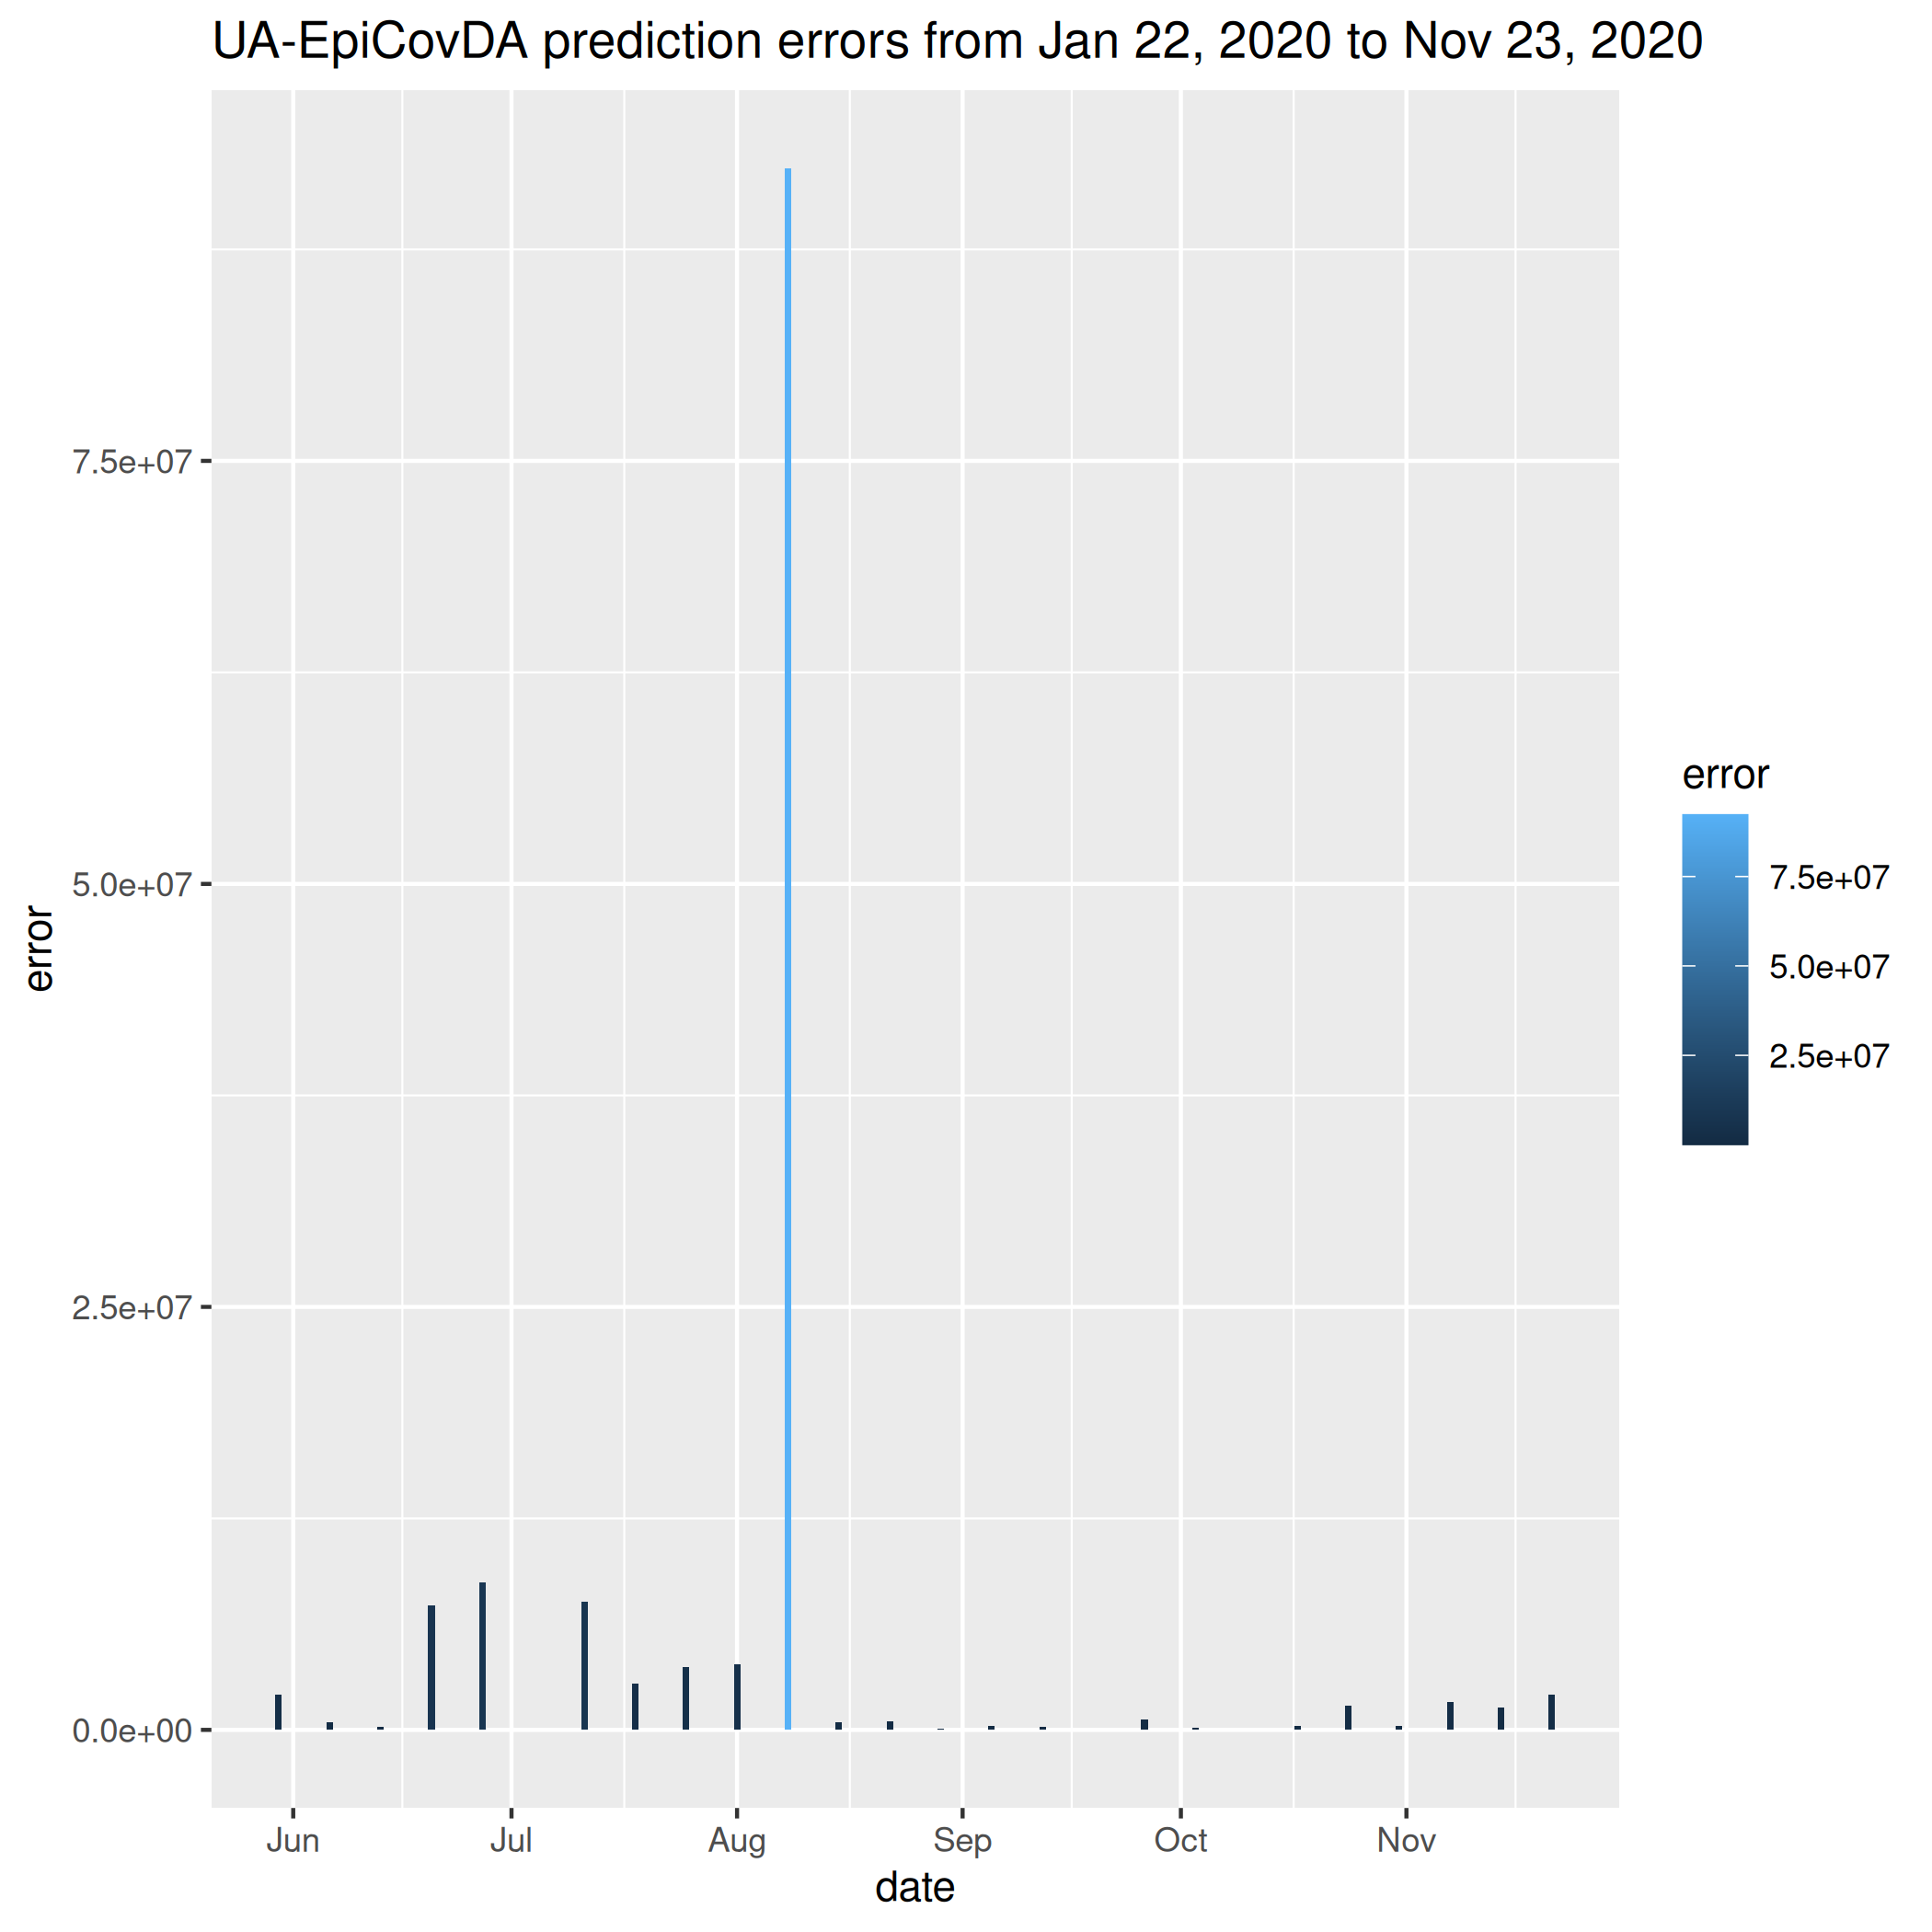 UA-EpiCovDA prediction errors from Jan 22, 2020 to Nov 23, 2020
7.5e+07
5.0e+07
2.5e+07
0.0e+00
error
Jun Jul Aug Sep Oct Nov
date
error
7.5e+07
5.0e+07
2.5e+07